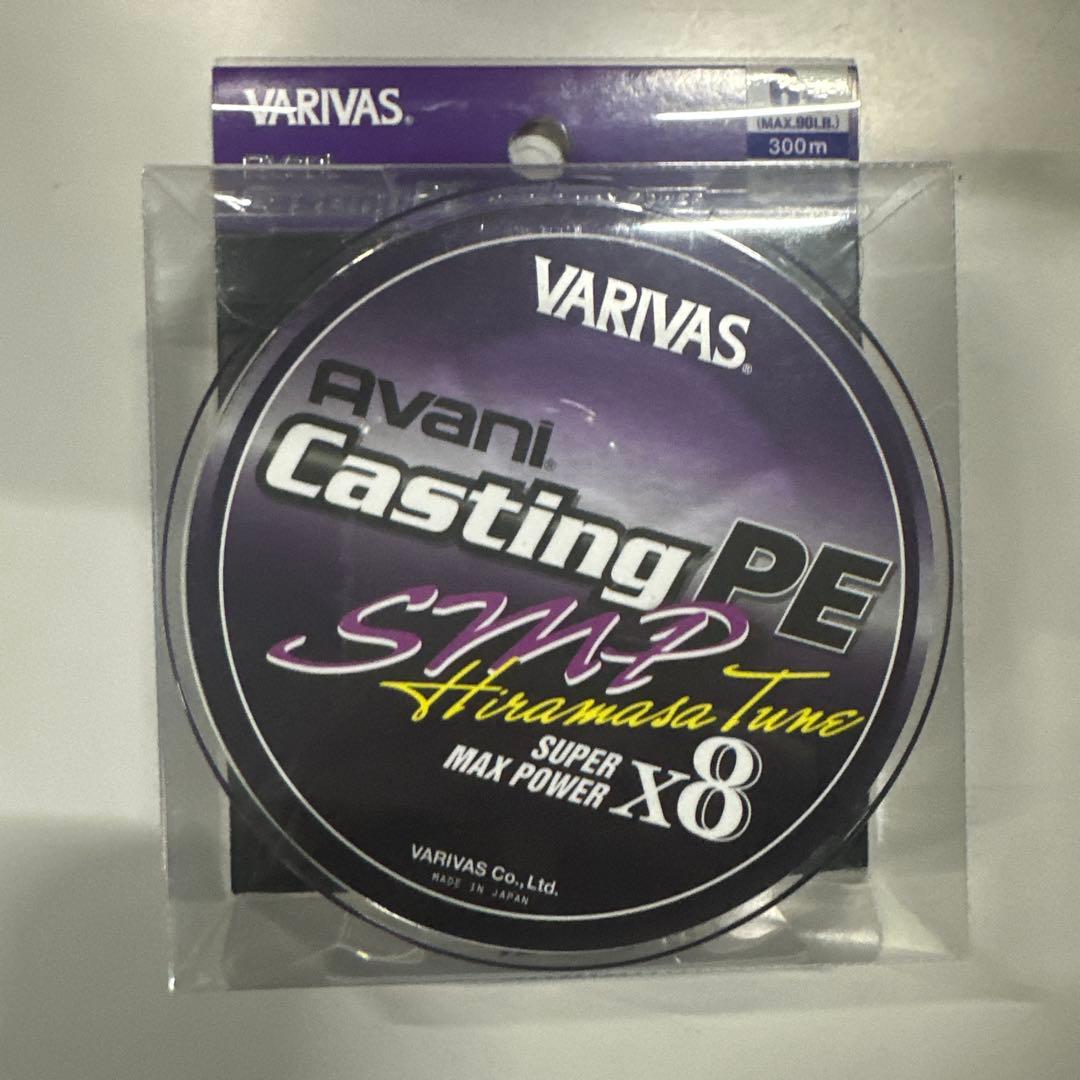 VARIVAS®
(MAX.90LB.)
300m
Avani
VARIVAS®
Avani®
Casting PE
SMP
Hiramasa Tune
SUPER
MAX POWER X8
VARIVAS Co.,Ltd.
MADE IN JAPAN